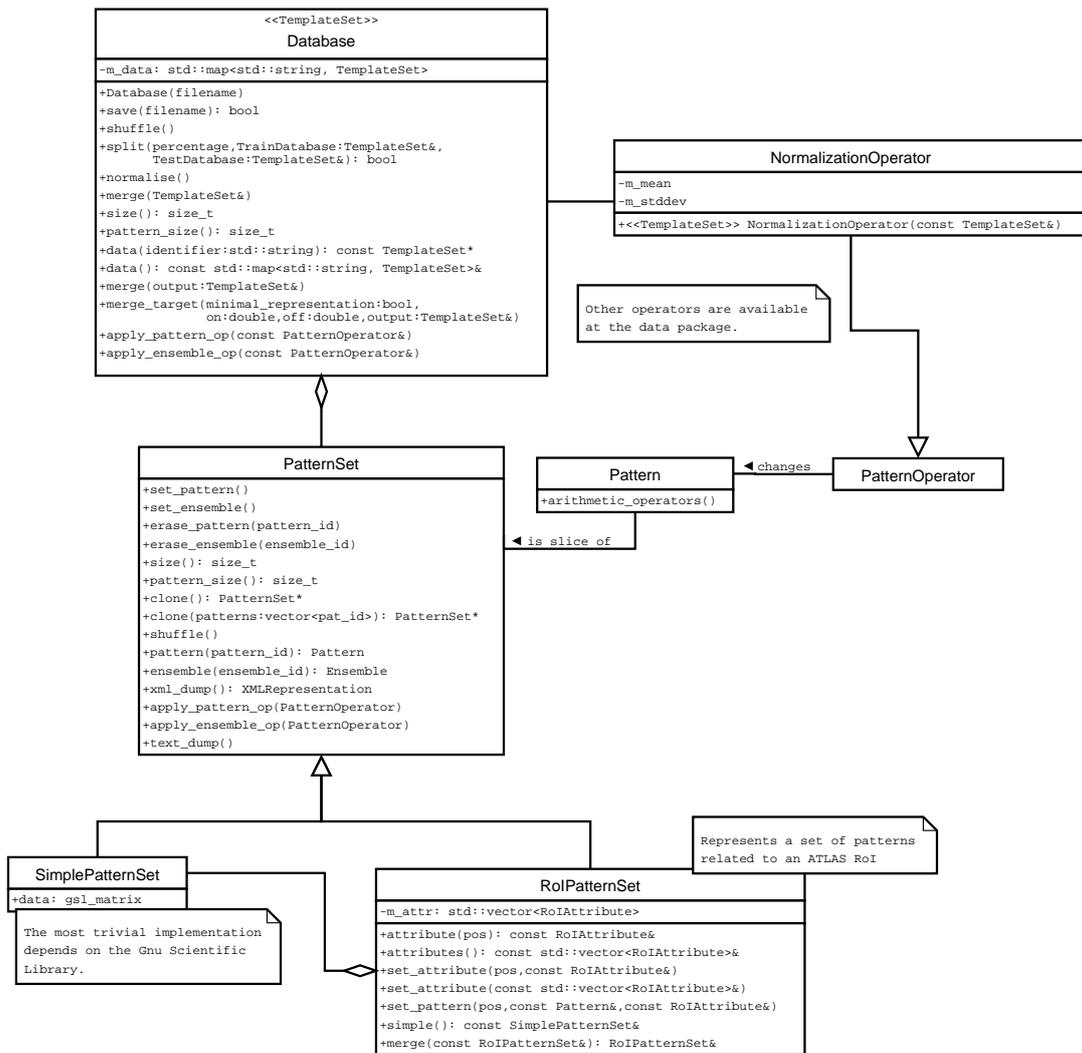 <<TemplateSet>>
Database
-m_data: std::map<std::string, TemplateSet>
+Database(filename)
+save(filename): bool
+shuffle()
+split(percentage,TrainDatabase:TemplateSet&,
TestDatabase:TemplateSet&): bool
+normalise()
+merge(TemplateSet&)
+size(): size_t
+pattern_size(): size_t
+data(identifier:std::string): const TemplateSet*
+data(): const std::map<std::string, TemplateSet>&
+merge(output:TemplateSet&)
+merge_target(minimal_representation:bool,
on:double,off:double,output:TemplateSet&)
+apply_pattern_op(const PatternOperator&)
+apply_ensemble_op(const PatternOperator&)
NormalizationOperator
-m_mean
-m_stddev
+<<TemplateSet>> NormalizationOperator(const TemplateSet&)
Other operators are available
at the data package.
PatternSet
+set_pattern()
+set_ensemble()
+erase_pattern(pattern_id)
+erase_ensemble(ensemble_id)
+size(): size_t
+pattern_size(): size_t
+clone(): PatternSet*
+clone(patterns:vector<pat_id>): PatternSet*
+shuffle()
+pattern(pattern_id): Pattern
+ensemble(ensemble_id): Ensemble
+xml_dump(): XMLRepresentation
+apply_pattern_op(PatternOperator)
+apply_ensemble_op(PatternOperator)
+text_dump()
Pattern
+arithmetic_operators()
changes
PatternOperator
is slice of
SimplePatternSet
+data: gsl_matrix
The most trivial implementation
depends on the Gnu Scientific
Library.
Represents a set of patterns
related to an ATLAS RoI
RoIPatternSet
-m_attr: std::vector<RoIAttribute>
+attribute(pos): const RoIAttribute&
+attributes(): const std::vector<RoIAttribute>&
+set_attribute(pos,const RoIAttribute&)
+set_attribute(const std::vector<RoIAttribute>&)
+set_pattern(pos,const Pattern&,const RoIAttribute&)
+simple(): const SimplePatternSet&
+merge(const RoIPatternSet&): RoIPatternSet&